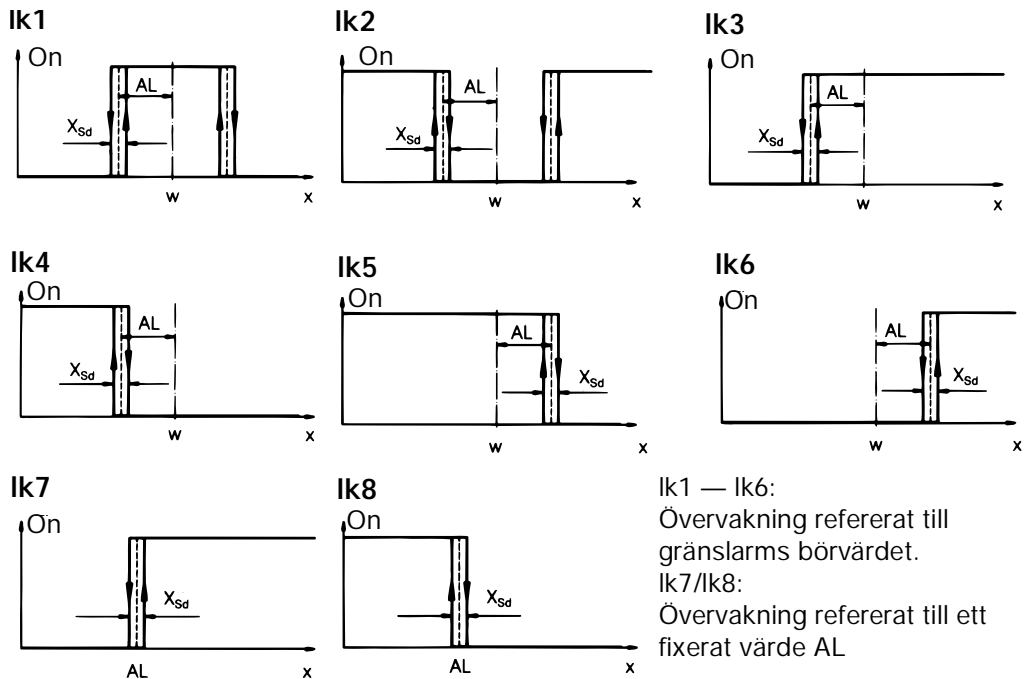 lk1
On
AL
XSd
w
x
lk2
On
AL
XSd
w
x
lk3
On
AL
XSd
w
x
lk4
On
AL
XSd
w
x
lk5
On
AL
XSd
w
x
lk6
On
AL
XSd
w
x
lk7
On
XSd
AL
x
lk8
On
XSd
AL
x
lk1 — lk6:
Övervakning refererat till
gränslarms börvärdet.
lk7/lk8:
Övervakning refererat till ett
fixerat värde AL